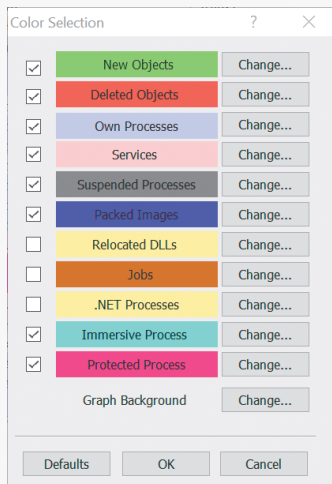 Color Selection ?
New Objects Change...
Deleted Objects Change...
Own Processes Change...
Services Change...
Suspended Processes Change...
Packed Images Change...
Relocated DLLs Change...
Jobs Change...
.NET Processes Change...
Immersive Process Change...
Protected Process Change...
Graph Background Change...
Defaults OK Cancel